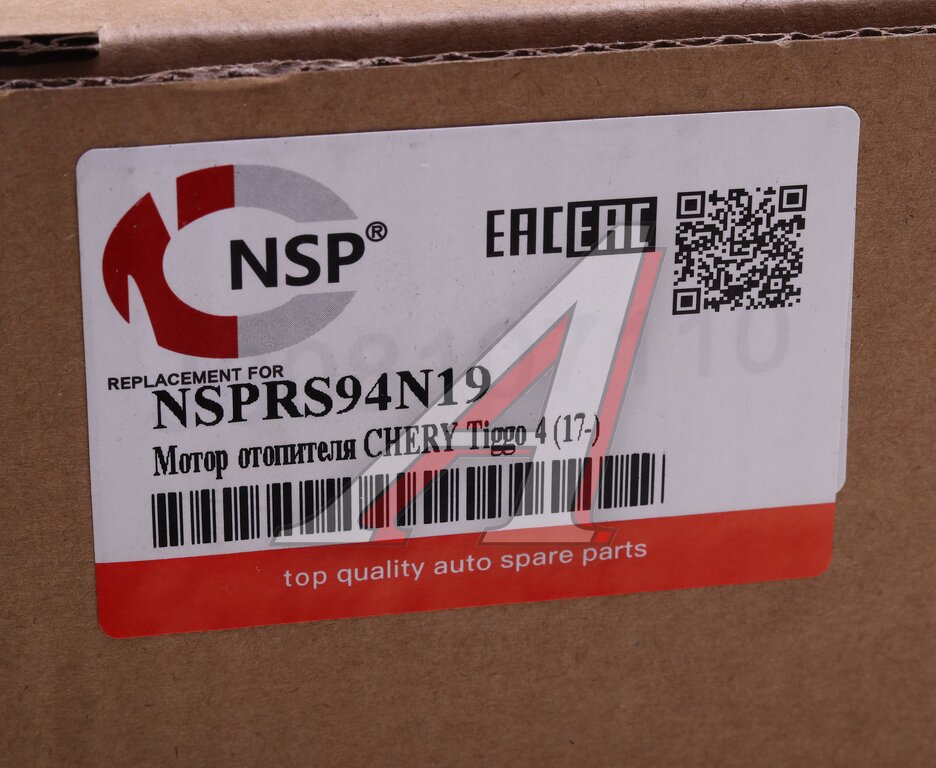 NSP®
EAC EAC
REPLACEMENT FOR
NSPRS94N19
Мотор отопителя CHERY Tiggo 4 (17-)
top quality auto spare parts